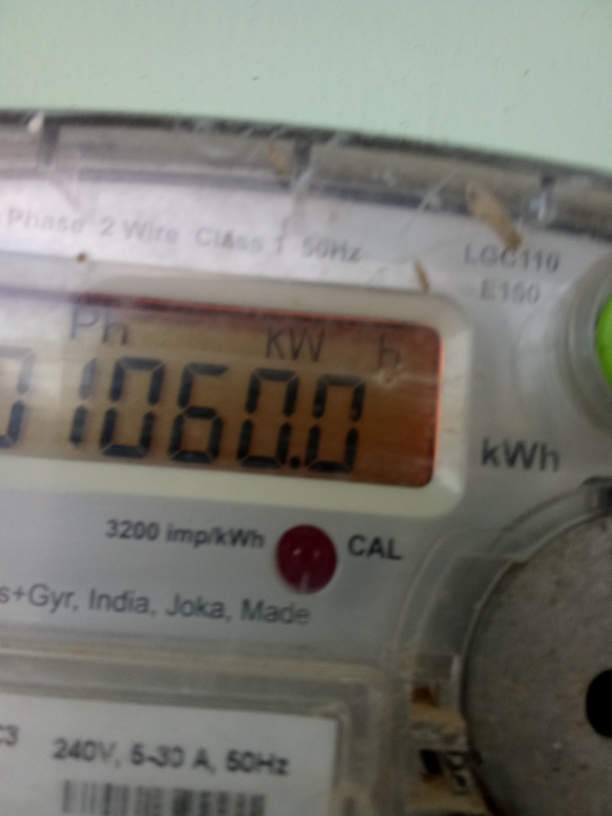 Phase 2 Wire Class 1 50Hz
LGC110
E150
Ph kW h
01060.0
kWh
3200 imp/kWh CAL
s+Gyr, India, Joka, Made
C3 240V, 5-30 A, 50Hz